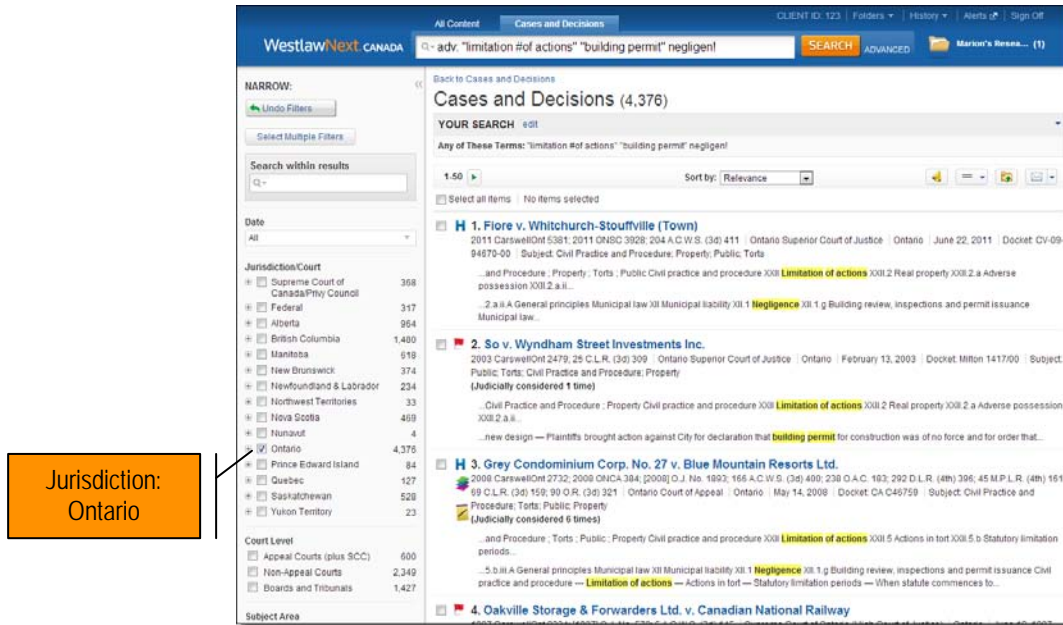 CLIENT ID: 123 | Folders | History | Alerts | Sign Off
All Content Cases and Decisions
WestlawNext CANADA
adv: "limitation #of actions" "building permit" negligen!
SEARCH ADVANCED
Marion's Resea... (1)
NARROW:
Undo Filters
Select Multiple Filters
Search within results
Date
All
Jurisdiction/Court
Supreme Court of Canada/Privy Council 368
Federal 317
Alberta 964
British Columbia 1,480
Manitoba 618
New Brunswick 374
Newfoundland & Labrador 234
Northwest Territories 33
Nova Scotia 469
Nunavut 4
Ontario 4,376
Prince Edward Island 84
Quebec 127
Saskatchewan 528
Yukon Territory 23
Court Level
Appeal Courts (plus SCC) 600
Non-Appeal Courts 2,349
Boards and Tribunals 1,427
Subject Area
Jurisdiction:
Ontario
Back to Cases and Decisions
Cases and Decisions (4,376)
YOUR SEARCH edit
Any of These Terms: "limitation #of actions" "building permit" negligen!
1-50 Sort by: Relevance
Select all items | No items selected
1. Fiore v. Whitchurch-Stouffville (Town)
2011 CarswellOnt 5381; 2011 ONSC 3928; 204 A.C.W.S. (3d) 411 | Ontario Superior Court of Justice | Ontario | June 22, 2011 | Docket: CV-09-
94670-00 | Subject: Civil Practice and Procedure; Property; Public; Torts
...and Procedure ; Property ; Torts ; Public Civil practice and procedure XXII Limitation of actions XXII.2 Real property XXII.2.a Adverse
possession XXII.2.a.ii...
...2.a.ii.A General principles Municipal law XII Municipal liability XII.1 Negligence XII.1.g Building review, inspections and permit issuance
Municipal law...
2. So v. Wyndham Street Investments Inc.
2003 CarswellOnt 2479; 25 C.L.R. (3d) 309 | Ontario Superior Court of Justice | Ontario | February 13, 2003 | Docket: Milton 1417/00 | Subject:
Public; Torts; Civil Practice and Procedure; Property
(Judicially considered 1 time)
...Civil Practice and Procedure ; Property Civil practice and procedure XXII Limitation of actions XXII.2 Real property XXII.2.a Adverse possession
XXII.2.a.ii...
...new design — Plaintiffs brought action against City for declaration that building permit for construction was of no force and for order that...
3. Grey Condominium Corp. No. 27 v. Blue Mountain Resorts Ltd.
2008 CarswellOnt 2732; 2008 ONCA 384; [2008] O.J. No. 1893; 166 A.C.W.S. (3d) 400; 238 O.A.C. 183; 292 D.L.R. (4th) 396; 45 M.P.L.R. (4th) 161
69 C.L.R. (3d) 159; 90 O.R. (3d) 321 | Ontario Court of Appeal | Ontario | May 14, 2008 | Docket: CA C46759 | Subject: Civil Practice and
Procedure; Torts; Public; Property
(Judicially considered 6 times)
...and Procedure ; Torts ; Public ; Property Civil practice and procedure XXII Limitation of actions XXII.5 Actions in tort XXII.5.b Statutory limitation
periods...
...5.b.iii.A General principles Municipal law XII Municipal liability XII.1 Negligence XII.1.g Building review, inspections and permit issuance Civil
practice and procedure --- Limitation of actions — Actions in tort — Statutory limitation periods — When statute commences to...
4. Oakville Storage & Forwarders Ltd. v. Canadian National Railway